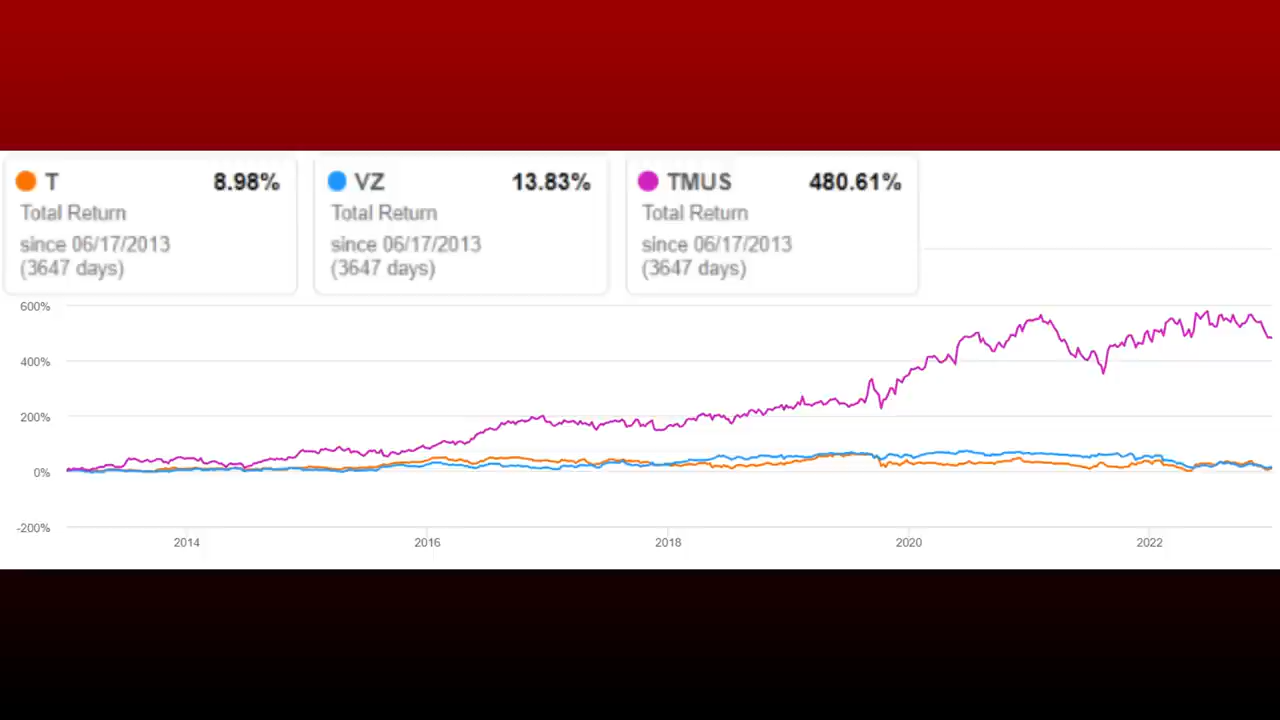 T 8.98%
Total Return
since 06/17/2013
(3647 days)
VZ 13.83%
Total Return
since 06/17/2013
(3647 days)
TMUS 480.61%
Total Return
since 06/17/2013
(3647 days)
600%
400%
200%
0%
-200%
2014 2016 2018 2020 2022